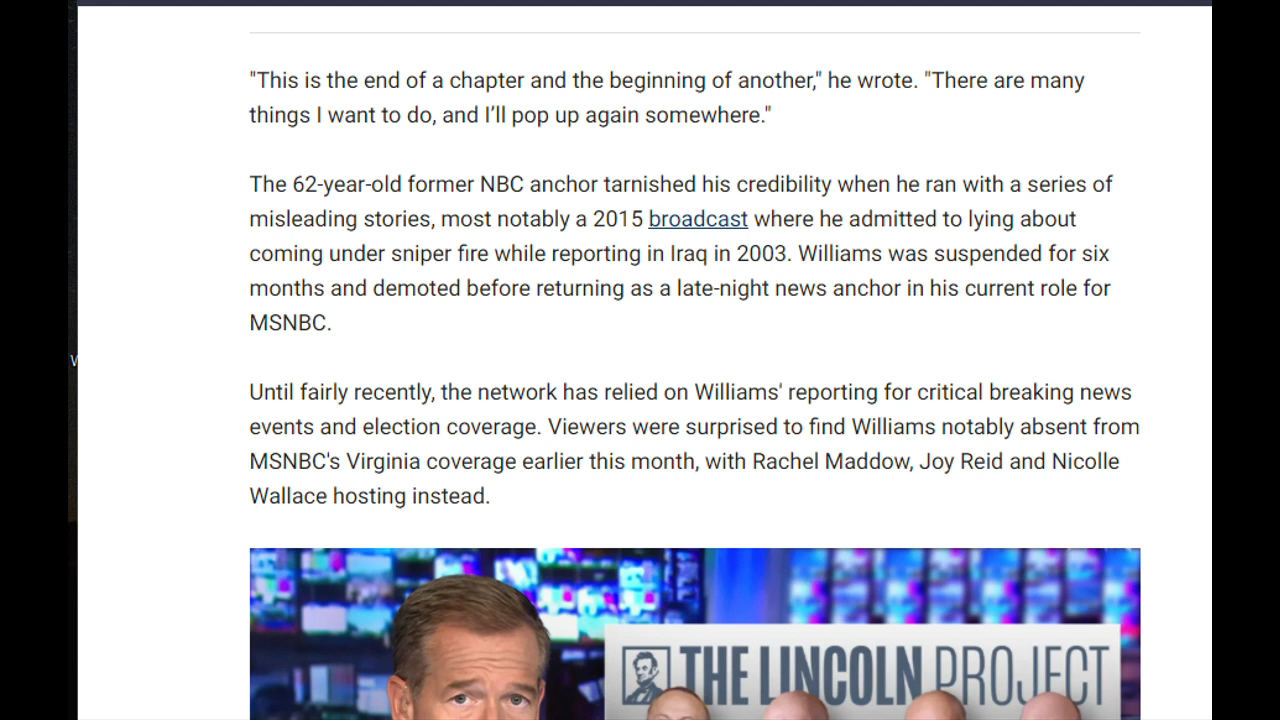 "This is the end of a chapter and the beginning of another," he wrote. "There are many
things I want to do, and I’ll pop up again somewhere."
The 62-year-old former NBC anchor tarnished his credibility when he ran with a series of
misleading stories, most notably a 2015 broadcast where he admitted to lying about
coming under sniper fire while reporting in Iraq in 2003. Williams was suspended for six
months and demoted before returning as a late-night news anchor in his current role for
MSNBC.
Until fairly recently, the network has relied on Williams' reporting for critical breaking news
events and election coverage. Viewers were surprised to find Williams notably absent from
MSNBC's Virginia coverage earlier this month, with Rachel Maddow, Joy Reid and Nicolle
Wallace hosting instead.
THE LINCOLN PROJECT